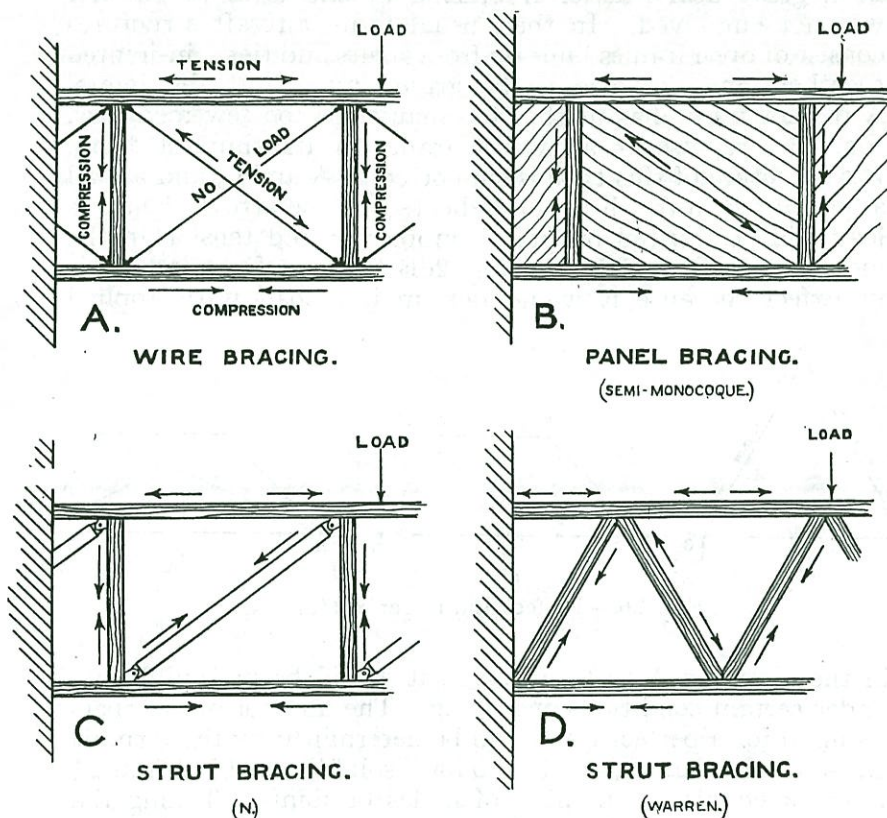 LOAD
TENSION
COMPRESSION
NO
TENSION
LOAD
COMPRESSION
COMPRESSION
A.
WIRE BRACING.
LOAD
B.
PANEL BRACING.
(SEMI-MONOCOQUE.)
LOAD
C
STRUT BRACING.
(N)
LOAD
D.
STRUT BRACING.
(WARREN.)